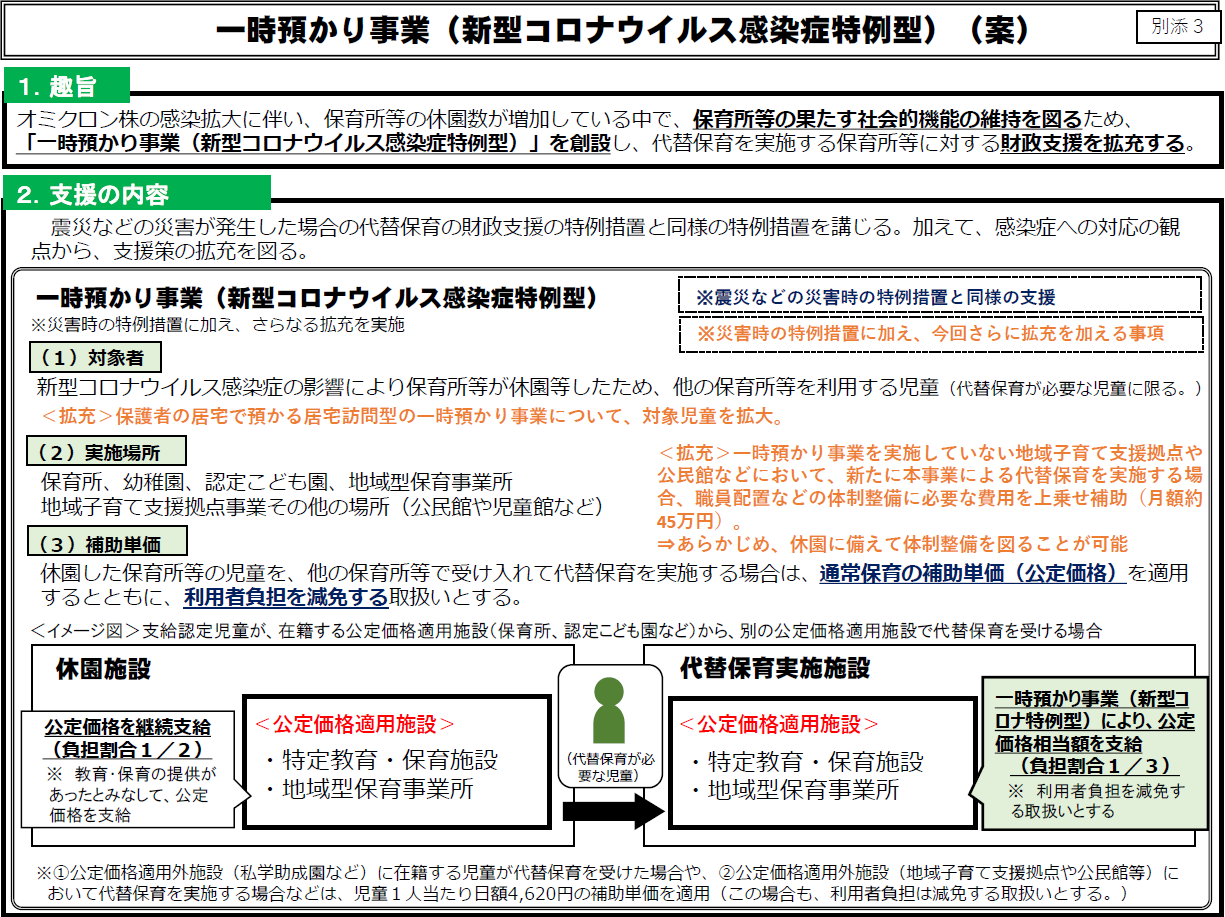 一時預かり事業（新型コロナウイルス感染症特例型）（案）
別添３
１．趣旨
オミクロン株の感染拡大に伴い、保育所等の休園数が増加している中で、保育所等の果たす社会的機能の維持を図るため、
「一時預かり事業（新型コロナウイルス感染症特例型）」を創設し、代替保育を実施する保育所等に対する財政支援を拡充する。
２．支援の内容
震災などの災害が発生した場合の代替保育の財政支援の特例措置と同様の特例措置を講じる。加えて、感染症への対応の観
点から、支援策の拡充を図る。
一時預かり事業（新型コロナウイルス感染症特例型）
※災害時の特例措置に加え、さらなる拡充を実施
※震災などの災害時の特例措置と同様の支援
※災害時の特例措置に加え、今回さらに拡充を加える事項
（１）対象者
新型コロナウイルス感染症の影響により保育所等が休園等したため、他の保育所等を利用する児童（代替保育が必要な児童に限る。）
＜拡充＞保護者の居宅で預かる居宅訪問型の一時預かり事業について、対象児童を拡大。
（２）実施場所
保育所、幼稚園、認定こども園、地域型保育事業所
地域子育て支援拠点事業その他の場所（公民館や児童館など）
＜拡充＞一時預かり事業を実施していない地域子育て支援拠点や
公民館などにおいて、新たに本事業による代替保育を実施する場
合、職員配置などの体制整備に必要な費用を上乗せ補助（月額約
45万円）。
⇒あらかじめ、休園に備えて体制整備を図ることが可能
（３）補助単価
休園した保育所等の児童を、他の保育所等で受け入れて代替保育を実施する場合は、通常保育の補助単価（公定価格）を適用
するとともに、利用者負担を減免する取扱いとする。
＜イメージ図＞支給認定児童が、在籍する公定価格適用施設（保育所、認定こども園など）から、別の公定価格適用施設で代替保育を受ける場合
休園施設
公定価格を継続支給
（負担割合１／２）
※ 教育・保育の提供が
あったとみなして、公定
価格を支給
＜公定価格適用施設＞
・特定教育・保育施設
・地域型保育事業所
（代替保育が必
要な児童）
代替保育実施施設
＜公定価格適用施設＞
・特定教育・保育施設
・地域型保育事業所
一時預かり事業（新型コ
ロナ特例型）により、公定
価格相当額を支給
（負担割合１／３）
※ 利用者負担を減免す
る取扱いとする
※①公定価格適用外施設（私学助成園など）に在籍する児童が代替保育を受けた場合や、②公定価格適用外施設（地域子育て支援拠点や公民館等）に
おいて代替保育を実施する場合などは、児童１人当たり日額4,620円の補助単価を適用（この場合も、利用者負担は減免する取扱いとする。）